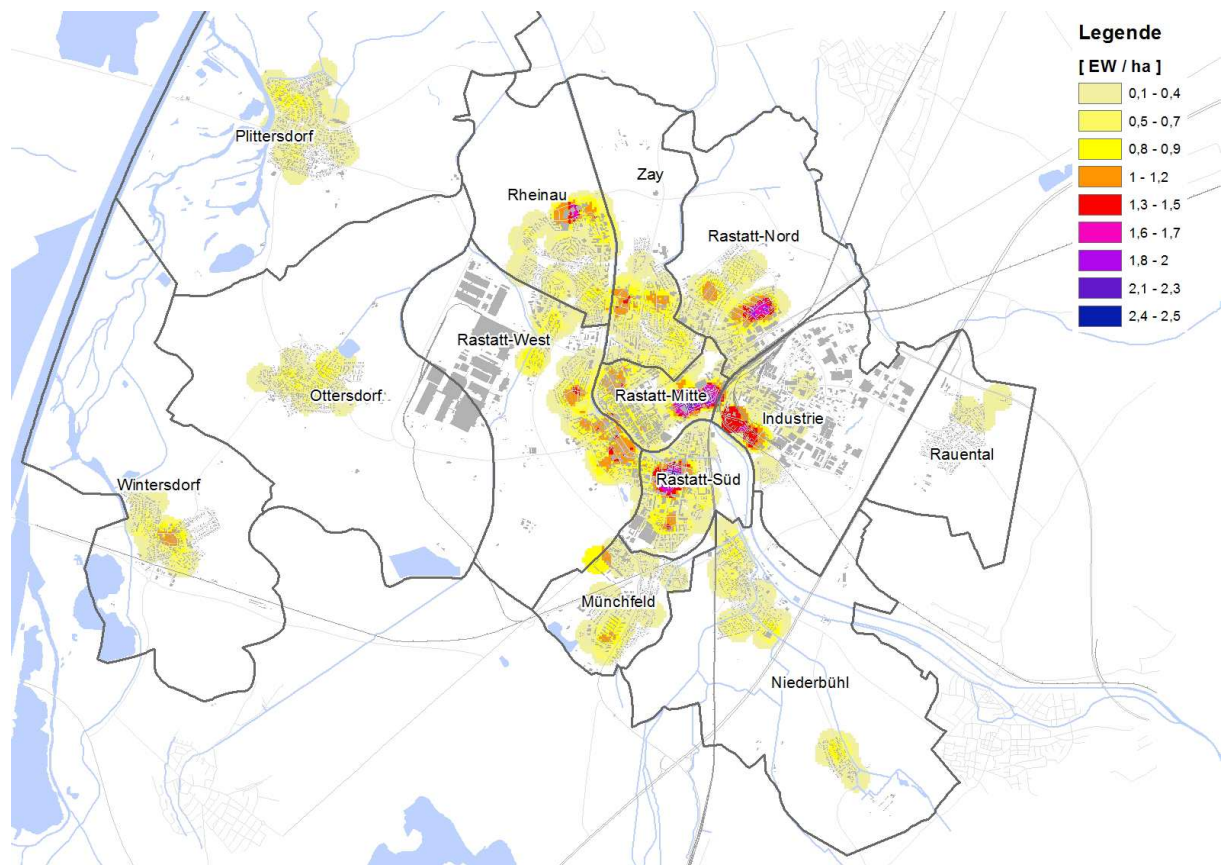 Legende
[ EW / ha ]
0,1 - 0,4
0,5 - 0,7
0,8 - 0,9
1 - 1,2
1,3 - 1,5
1,6 - 1,7
1,8 - 2
2,1 - 2,3
2,4 - 2,5
Plittersdorf
Zay
Rheinau
Rastatt-Nord
Rastatt-West
Ottersdorf
Rastatt-Mitte
Industrie
Rauental
Rastatt-Süd
Wintersdorf
Münchfeld
Niederbühl